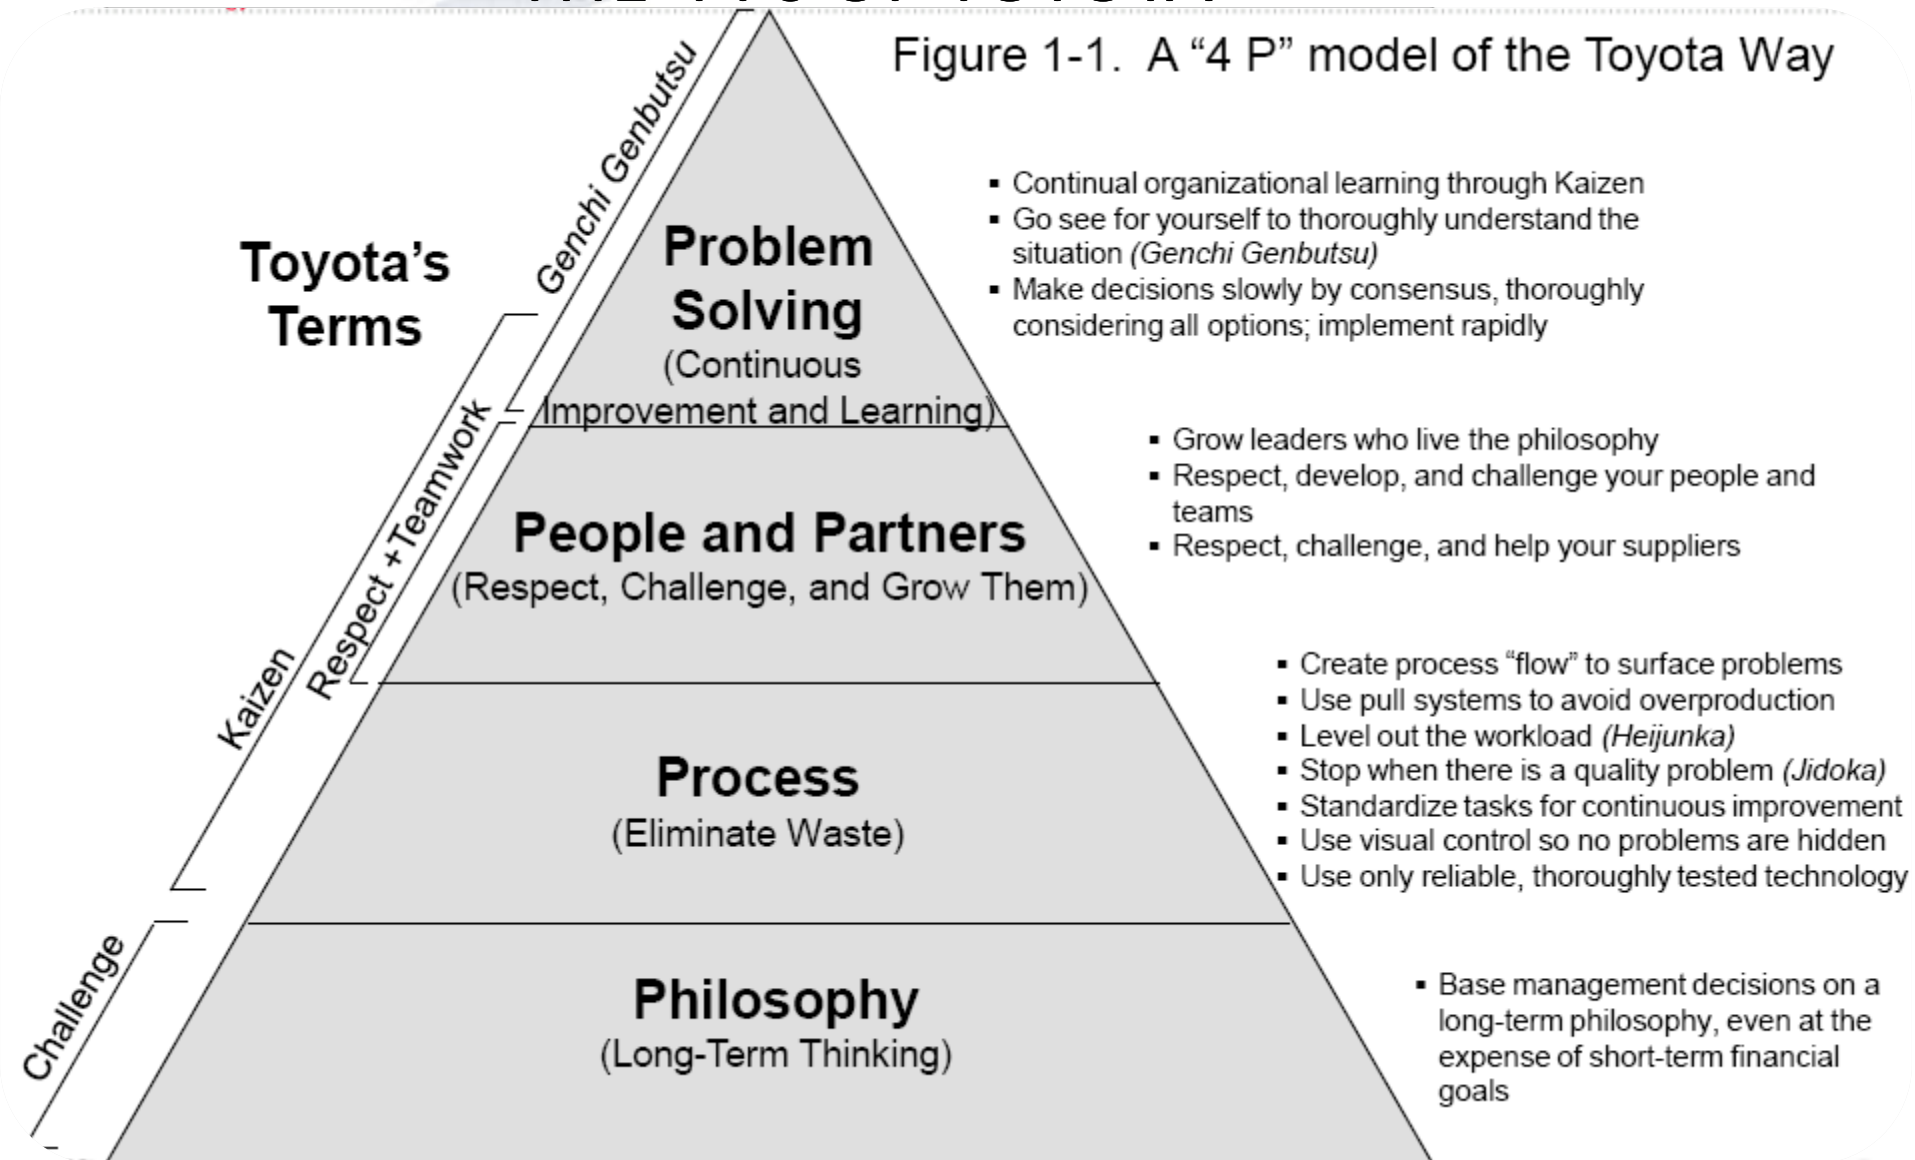 Figure 1-1. A “4 P” model of the Toyota Way
Toyota’s
Terms
Genchi Genbutsu
Respect +Teamwork
Kaizen
Challenge
Problem
Solving
(Continuous
Improvement and Learning)
▪ Continual organizational learning through Kaizen
▪ Go see for yourself to thoroughly understand the
situation (Genchi Genbutsu)
▪ Make decisions slowly by consensus, thoroughly
considering all options; implement rapidly
People and Partners
(Respect, Challenge, and Grow Them)
▪ Grow leaders who live the philosophy
▪ Respect, develop, and challenge your people and
teams
▪ Respect, challenge, and help your suppliers
Process
(Eliminate Waste)
▪ Create process “flow” to surface problems
▪ Use pull systems to avoid overproduction
▪ Level out the workload (Heijunka)
▪ Stop when there is a quality problem (Jidoka)
▪ Standardize tasks for continuous improvement
▪ Use visual control so no problems are hidden
▪ Use only reliable, thoroughly tested technology
Philosophy
(Long-Term Thinking)
▪ Base management decisions on a
long-term philosophy, even at the
expense of short-term financial
goals